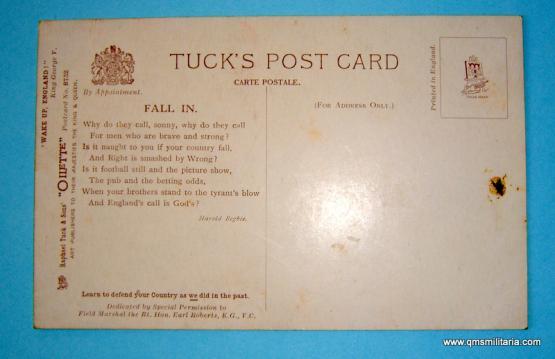 TUCK'S POST CARD
CARTE POSTALE.
By Appointment.
(FOR ADDRESS ONLY.)
FALL IN.
Why do they call, sonny, why do they call
For men who are brave and strong?
Is it naught to you if your country fall,
And Right is smashed by Wrong?
Is it football still and the picture show,
The pub and the betting odds,
When your brothers stand to the tyrant's blow
And England's call is God's?
Harold Begbie.
Learn to defend your Country as we did in the past.
Dedicated by Special Permission to
Field Marshal the Rt. Hon. Earl Roberts, K.G., V.C.
"WAKE UP, ENGLAND!"
King George V.
Postcard No. 8732
Raphael Tuck & Sons' "OILETTE"
ART PUBLISHERS TO THEIR MAJESTIES THE KING & QUEEN.
Printed in England.
www.qmsmilitaria.com